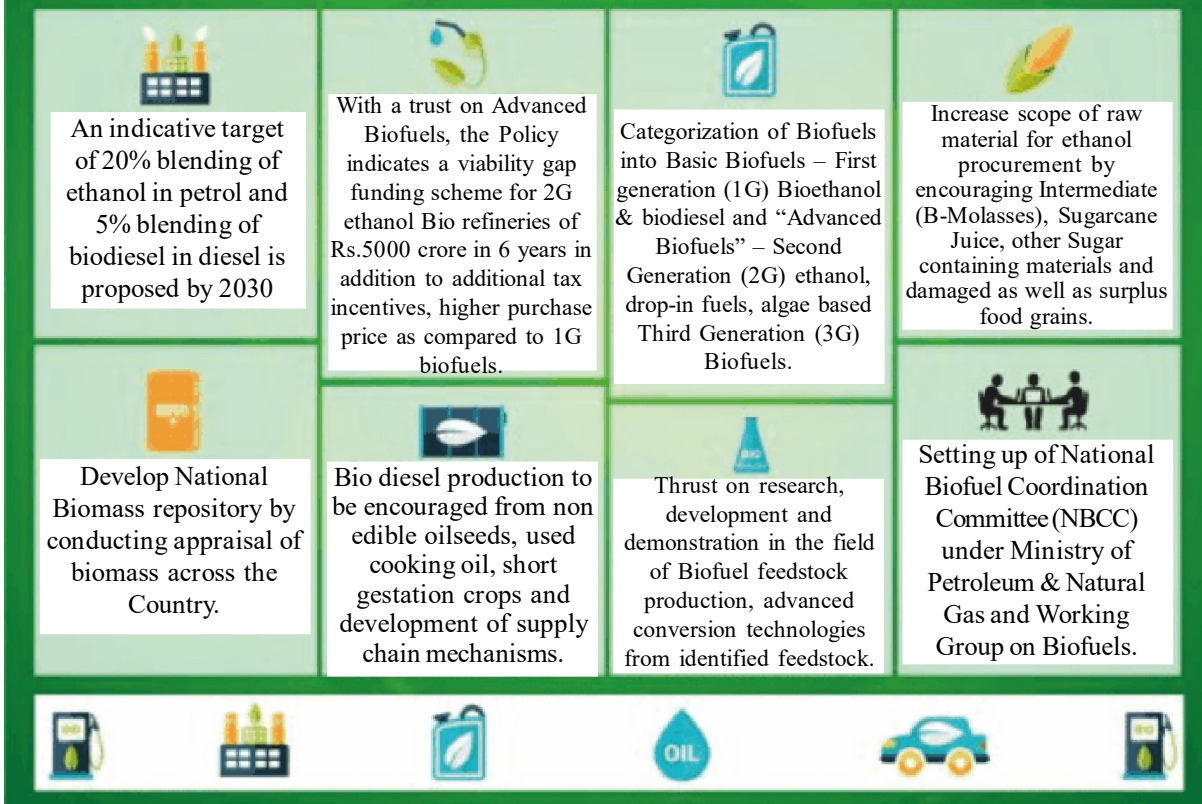 An indicative target
of 20% blending of
ethanol in petrol and
5% blending of
biodiesel in diesel is
proposed by 2030
With a trust on Advanced
Biofuels, the Policy
indicates a viability gap
funding scheme for 2G
ethanol Bio refineries of
Rs.5000 crore in 6 years in
addition to additional tax
incentives, higher purchase
price as compared to 1G
biofuels.
Categorization of Biofuels
into Basic Biofuels – First
generation (1G) Bioethanol
& biodiesel and “Advanced
Biofuels” – Second
Generation (2G) ethanol,
drop-in fuels, algae based
Third Generation (3G)
Biofuels.
Increase scope of raw
material for ethanol
procurement by
encouraging Intermediate
(B-Molasses), Sugarcane
Juice, other Sugar
containing materials and
damaged as well as surplus
food grains.
Develop National
Biomass repository by
conducting appraisal of
biomass across the
Country.
Bio diesel production to
be encouraged from non
edible oilseeds, used
cooking oil, short
gestation crops and
development of supply
chain mechanisms.
BIO
Thrust on research,
development and
demonstration in the field
of Biofuel feedstock
production, advanced
conversion technologies
from identified feedstock.
Setting up of National
Biofuel Coordination
Committee (NBCC)
under Ministry of
Petroleum & Natural
Gas and Working
Group on Biofuels.
OIL